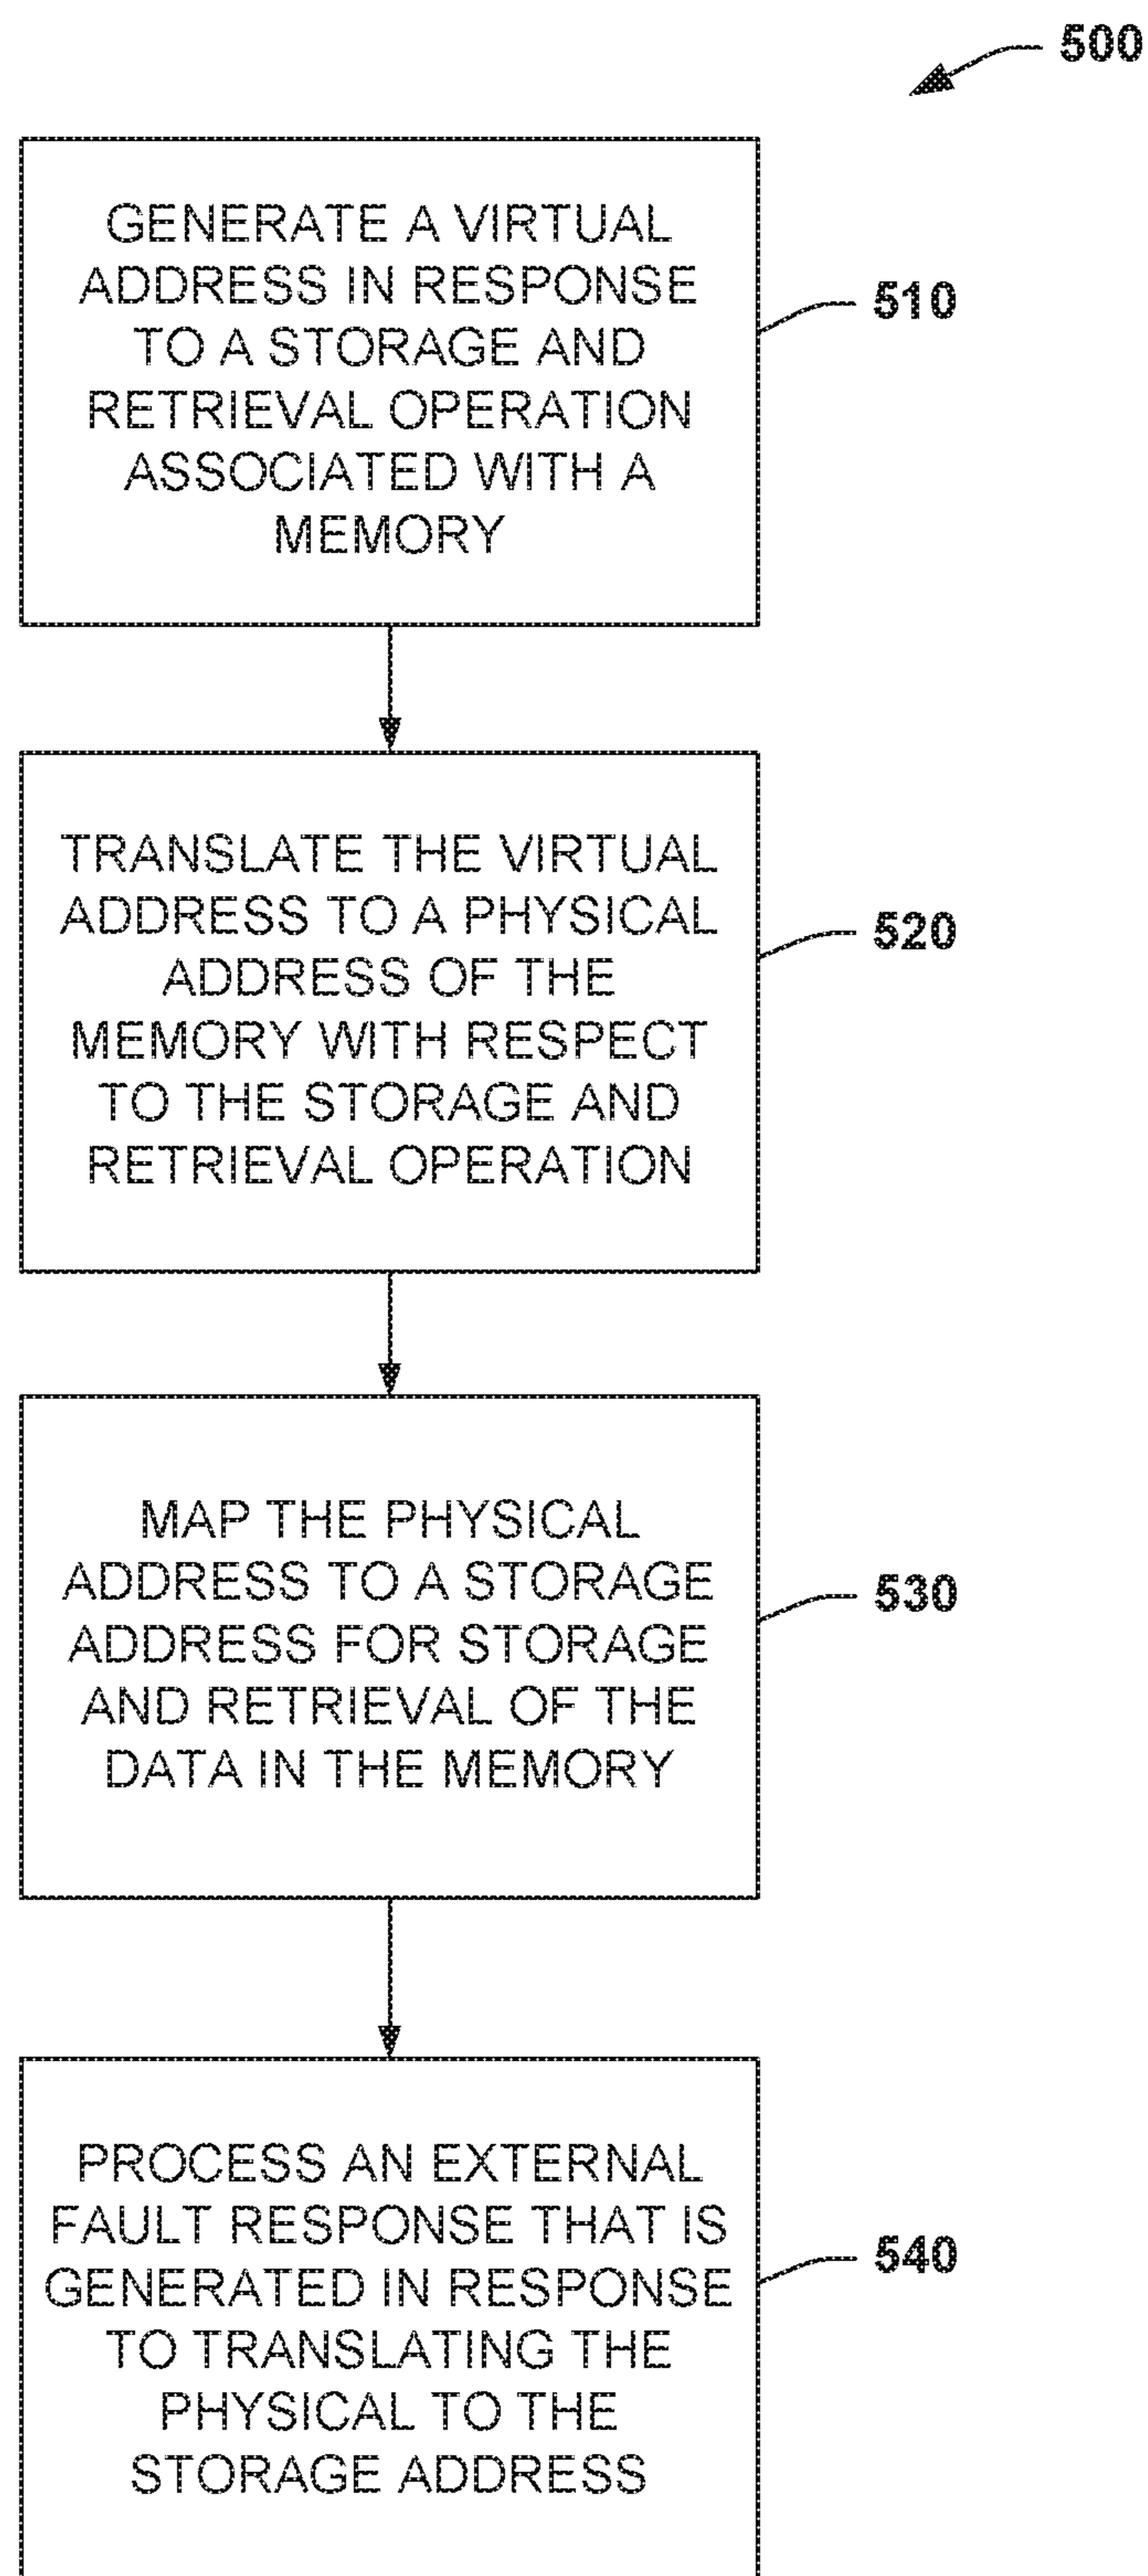 500
GENERATE A VIRTUAL
ADDRESS IN RESPONSE
TO A STORAGE AND
RETRIEVAL OPERATION
ASSOCIATED WITH A
MEMORY
510
TRANSLATE THE VIRTUAL
ADDRESS TO A PHYSICAL
ADDRESS OF THE
MEMORY WITH RESPECT
TO THE STORAGE AND
RETRIEVAL OPERATION
520
MAP THE PHYSICAL
ADDRESS TO A STORAGE
ADDRESS FOR STORAGE
AND RETRIEVAL OF THE
DATA IN THE MEMORY
530
PROCESS AN EXTERNAL
FAULT RESPONSE THAT IS
GENERATED IN RESPONSE
TO TRANSLATING THE
PHYSICAL TO THE
STORAGE ADDRESS
540